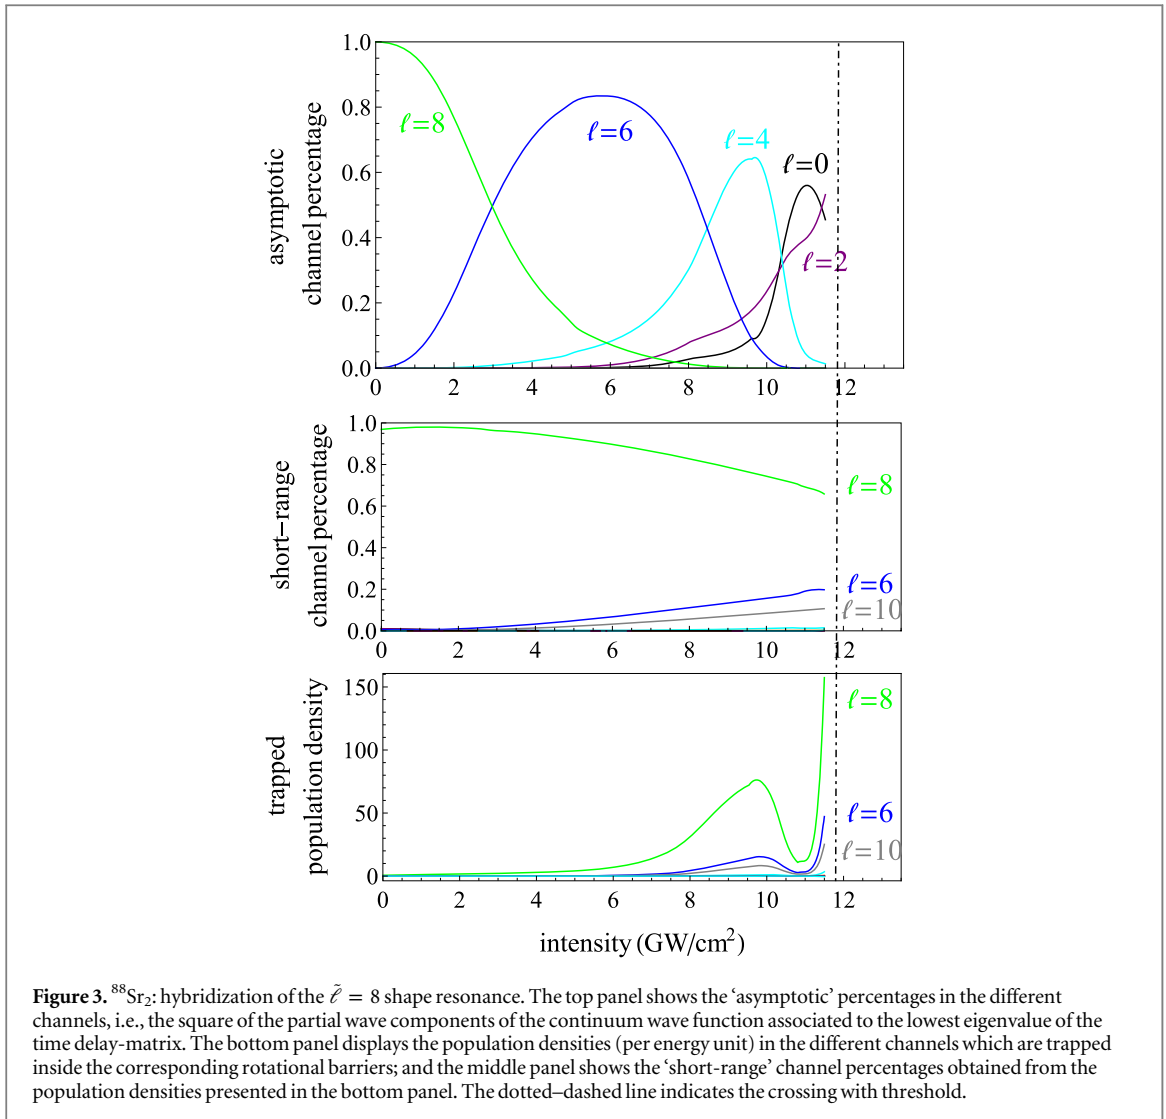 1.0
0.8
0.6
0.4
0.2
0.0
asymptotic
channel percentage
ℓ=8
ℓ=6
ℓ=4
ℓ=0
ℓ=2
0 2 4 6 8 10 12
1.0
0.8
0.6
0.4
0.2
0.0
short−range
channel percentage
ℓ=8
ℓ=6
ℓ=10
0 2 4 6 8 10 12
150
100
50
0
trapped
population density
ℓ=8
ℓ=6
ℓ=10
0 2 4 6 8 10 12
intensity (GW/cm²)
Figure 3. ⁸⁸Sr₂: hybridization of the ℓ̃ = 8 shape resonance. The top panel shows the ‘asymptotic’ percentages in the different
channels, i.e., the square of the partial wave components of the continuum wave function associated to the lowest eigenvalue of the
time delay-matrix. The bottom panel displays the population densities (per energy unit) in the different channels which are trapped
inside the corresponding rotational barriers; and the middle panel shows the ‘short-range’ channel percentages obtained from the
population densities presented in the bottom panel. The dotted–dashed line indicates the crossing with threshold.